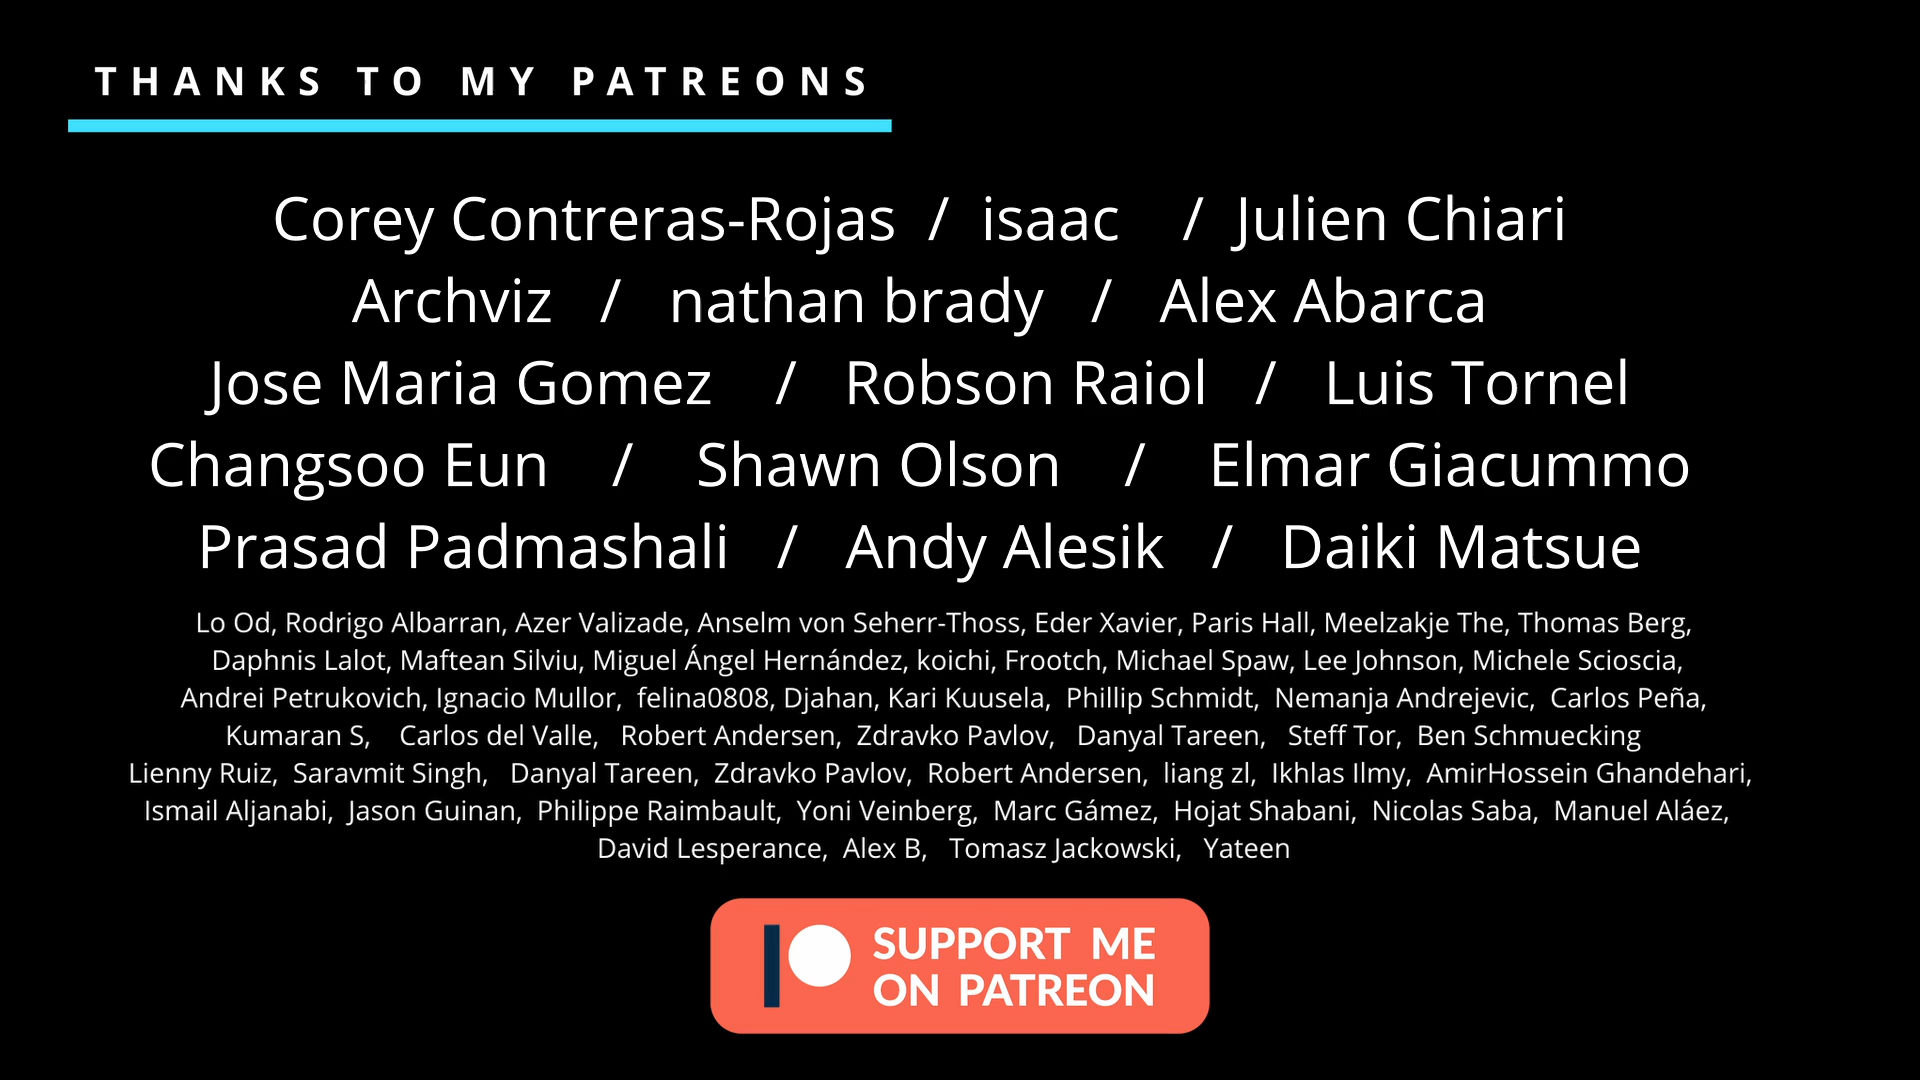 THANKS TO MY PATREONS
Corey Contreras-Rojas / isaac / Julien Chiari
Archviz / nathan brady / Alex Abarca
Jose Maria Gomez / Robson Raiol / Luis Tornel
Changsoo Eun / Shawn Olson / Elmar Giacummo
Prasad Padmashali / Andy Alesik / Daiki Matsue
Lo Od, Rodrigo Albarran, Azer Valizade, Anselm von Seherr-Thoss, Eder Xavier, Paris Hall, Meelzakje The, Thomas Berg,
Daphnis Lalot, Maftean Silviu, Miguel Ángel Hernández, koichi, Frootch, Michael Spaw, Lee Johnson, Michele Scioscia,
Andrei Petrukovich, Ignacio Mullor, felina0808, Djahan, Kari Kuusela, Phillip Schmidt, Nemanja Andrejevic, Carlos Peña,
Kumaran S, Carlos del Valle, Robert Andersen, Zdravko Pavlov, Danyal Tareen, Steff Tor, Ben Schmuecking
Lienny Ruiz, Saravmit Singh, Danyal Tareen, Zdravko Pavlov, Robert Andersen, liang zl, Ikhlas Ilmy, AmirHossein Ghandehari,
Ismail Aljanabi, Jason Guinan, Philippe Raimbault, Yoni Veinberg, Marc Gámez, Hojat Shabani, Nicolas Saba, Manuel Aláez,
David Lesperance, Alex B, Tomasz Jackowski, Yateen
SUPPORT ME
ON PATREON